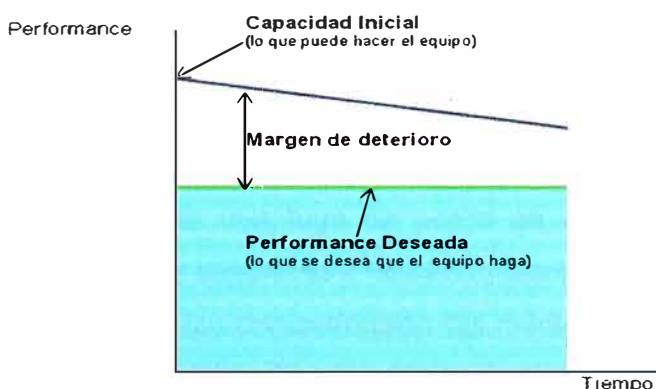 Performance
Capacidad Inicial
(lo que puede hacer el equipo)
Margen de deterioro
Performance Deseada
(lo que se desea que el equipo haga)
Tiempo